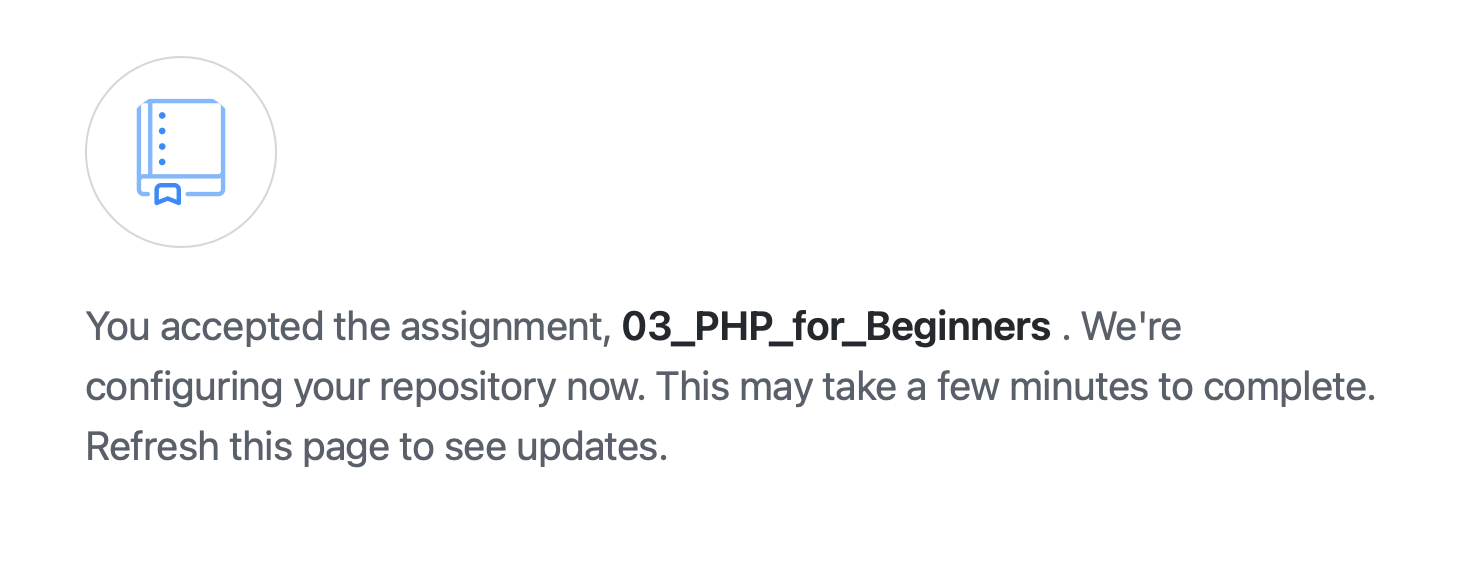 You accepted the assignment, 03_PHP_for_Beginners . We're
configuring your repository now. This may take a few minutes to complete.
Refresh this page to see updates.